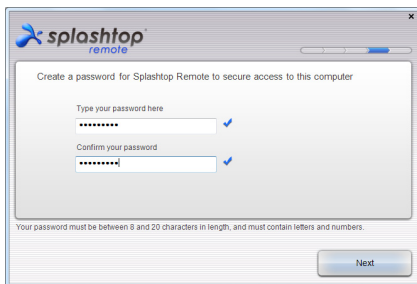 splashtop
remote
Create a password for Splashtop Remote to secure access to this computer
Type your password here
•••••••••
Confirm your password
•••••••••
Your password must be between 8 and 20 characters in length, and must contain letters and numbers.
Next